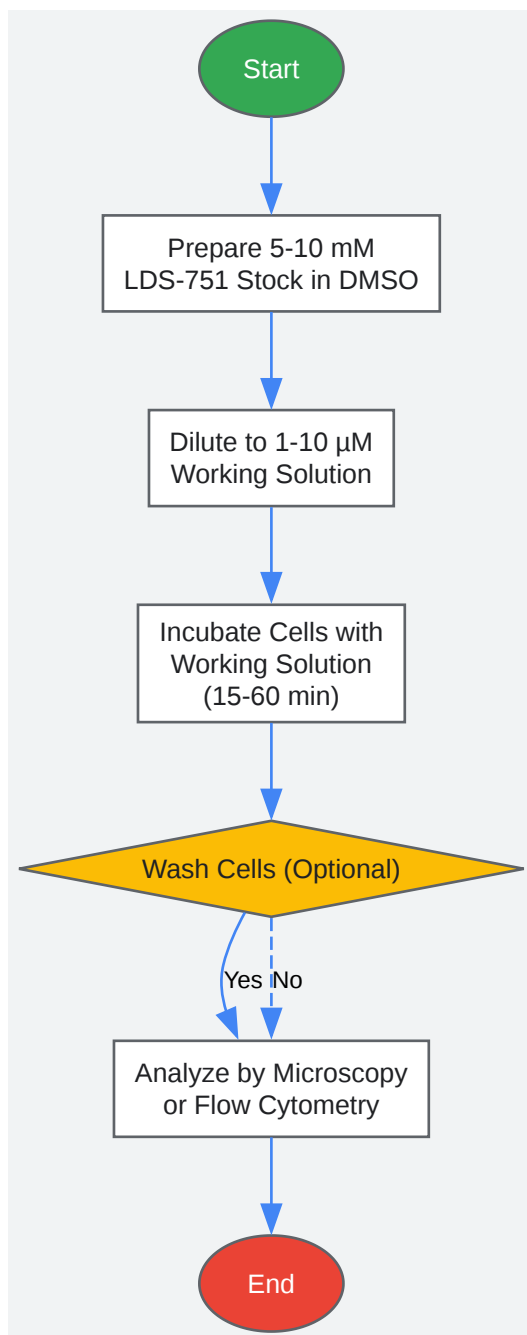 Start
Prepare 5-10 mM
LDS-751 Stock in DMSO
Dilute to 1-10 µM
Working Solution
Incubate Cells with
Working Solution
(15-60 min)
Wash Cells (Optional)
Yes No
Analyze by Microscopy
or Flow Cytometry
End